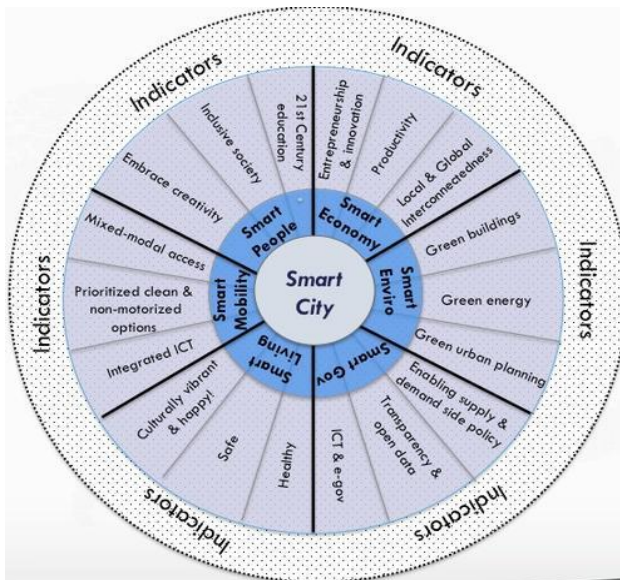 Indicators
Indicators
Indicators
Indicators
Indicators
Indicators
Smart
City
Smart
Economy
Entrepreneurship
& innovation
Productivity
Local & Global
Interconnectedness
Smart
Enviro
Green buildings
Green energy
Green urban planning
Smart Gov
Enabling supply &
demand side policy
Transparency &
open data
ICT & e-gov
Smart
Living
Healthy
Safe
Culturally vibrant
& happy!
Smart
Mobility
Integrated ICT
Prioritized clean &
non-motorized
options
Mixed-modal access
Smart
People
Embrace creativity
Inclusive society
21st Century
education